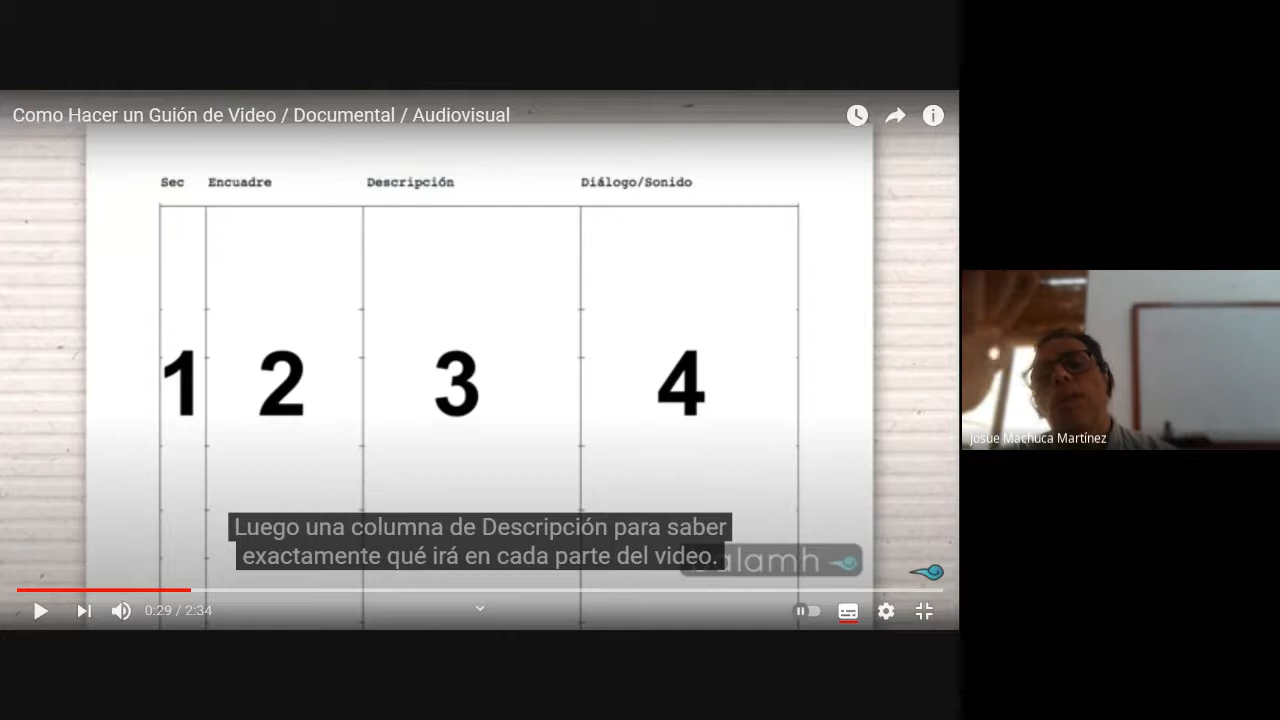 Como Hacer un Guión de Video / Documental / Audiovisual
Sec Encuadre Descripción Diálogo/Sonido
1 2 3 4
Luego una columna de Descripción para saber
exactamente qué irá en cada parte del video.
alamh
0:29 / 2:34
Josue Machuca Martínez